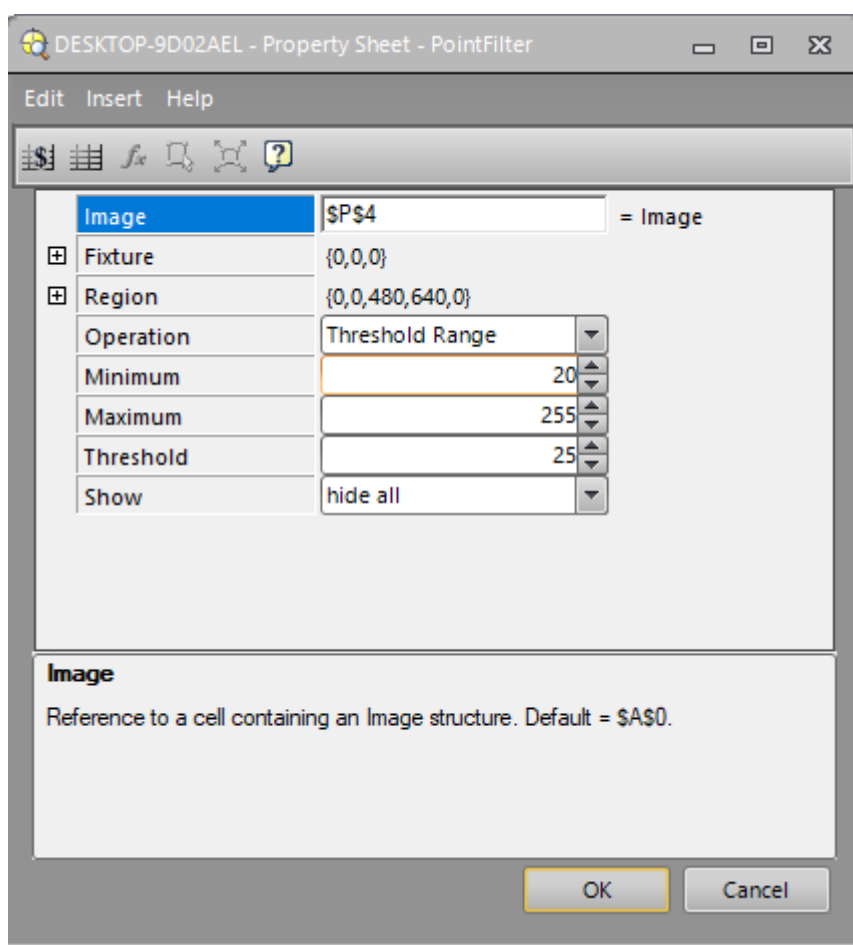 DESKTOP-9D02AEL - Property Sheet - PointFilter
Edit Insert Help
Image $P$4 = Image
Fixture {0,0,0}
Region {0,0,480,640,0}
Operation Threshold Range
Minimum 20
Maximum 255
Threshold 25
Show hide all
Image
Reference to a cell containing an Image structure. Default = $A$0.
OK Cancel